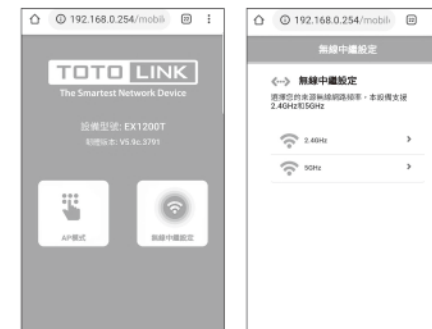 192.168.0.254/mobile
TOTO LINK
The Smartest Network Device
設備型號: EX1200T
韌體版本: V5.9c.3791
AP模式
無線中繼設定
192.168.0.254/mobile
無線中繼設定
無線中繼設定
選擇您的來源無線網路頻率。本設備支援
2.4GHz和5GHz
2.4GHz
5GHz